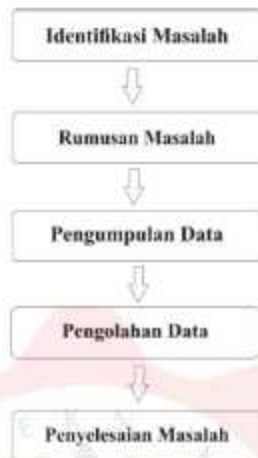 Identifikasi Masalah
Rumusan Masalah
Pengumpulan Data
Pengolahan Data
Penyelesaian Masalah